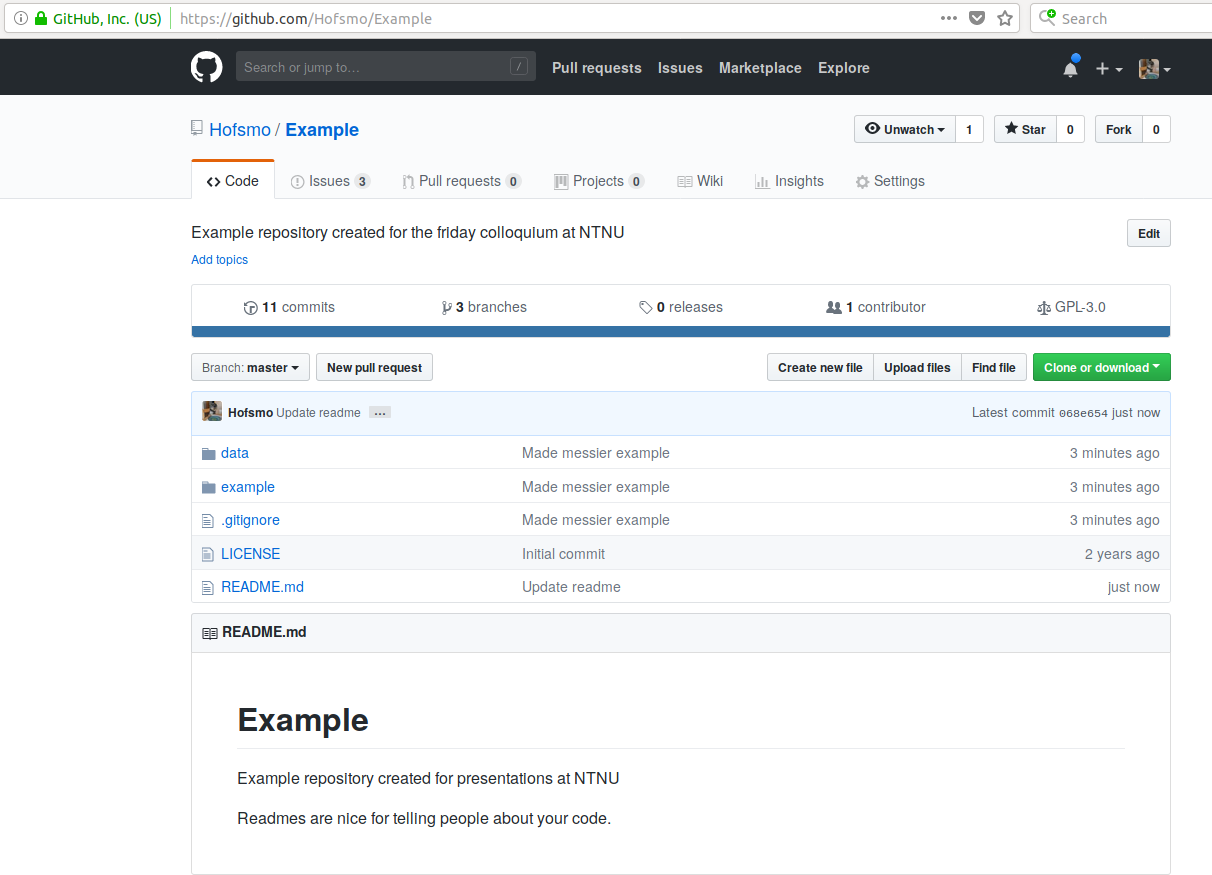 GitHub, Inc. (US) https://github.com/Hofsmo/Example Search
Search or jump to… / Pull requests Issues Marketplace Explore
Hofsmo / Example Unwatch 1 Star 0 Fork 0
Code Issues 3 Pull requests 0 Projects 0 Wiki Insights Settings
Example repository created for the friday colloquium at NTNU Edit
Add topics
11 commits 3 branches 0 releases 1 contributor GPL-3.0
Branch: master New pull request Create new file Upload files Find file Clone or download
Hofsmo Update readme … Latest commit 068e654 just now
data Made messier example 3 minutes ago
example Made messier example 3 minutes ago
.gitignore Made messier example 3 minutes ago
LICENSE Initial commit 2 years ago
README.md Update readme just now
README.md
Example
Example repository created for presentations at NTNU
Readmes are nice for telling people about your code.